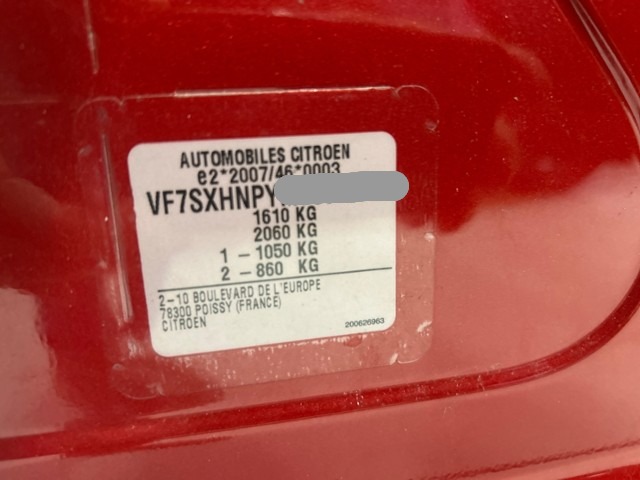 AUTOMOBILES CITROEN
e2*2007/46*0003
VF7SXHNPY
1610 KG
2060 KG
1 - 1050 KG
2 - 860 KG
2-10 BOULEVARD DE L'EUROPE
78300 POISSY (FRANCE)
CITROEN
200626963